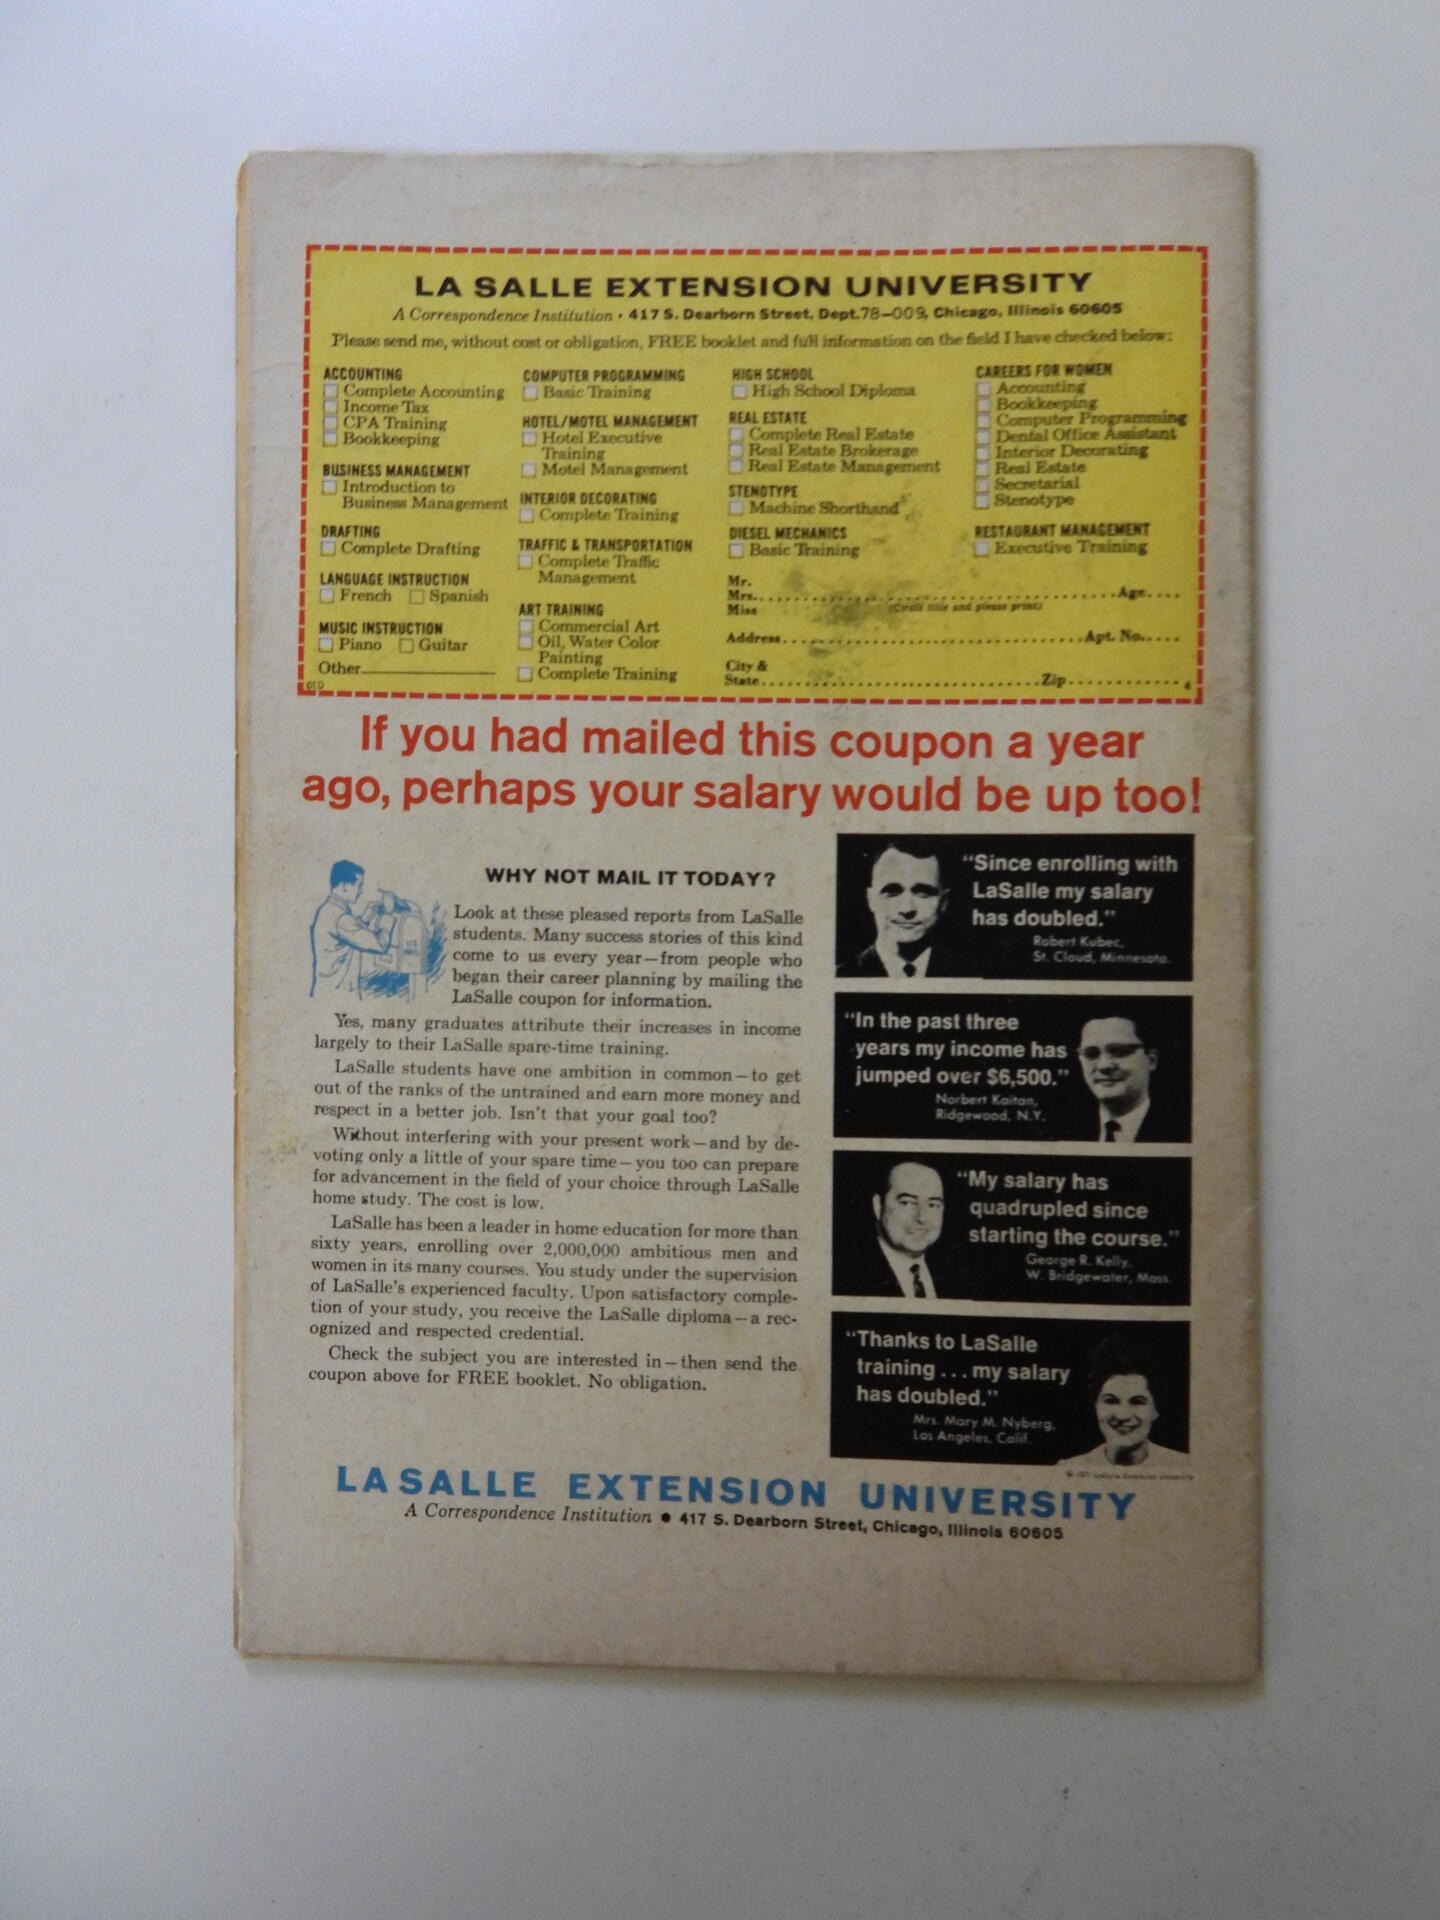 LA SALLE EXTENSION UNIVERSITY
A Correspondence Institution • 417 S. Dearborn Street, Dept. 78-009, Chicago, Illinois 60605
Please send me, without cost or obligation, FREE booklet and full information on the field I have checked below:
ACCOUNTING
Complete Accounting
Income Tax
CPA Training
Bookkeeping
BUSINESS MANAGEMENT
Introduction to
Business Management
DRAFTING
Complete Drafting
LANGUAGE INSTRUCTION
French Spanish
MUSIC INSTRUCTION
Piano Guitar
Other
010
COMPUTER PROGRAMMING
Basic Training
HOTEL/MOTEL MANAGEMENT
Hotel Executive
Training
Motel Management
INTERIOR DECORATING
Complete Training
TRAFFIC & TRANSPORTATION
Complete Traffic
Management
ART TRAINING
Commercial Art
Oil, Water Color
Painting
Complete Training
HIGH SCHOOL
High School Diploma
REAL ESTATE
Complete Real Estate
Real Estate Brokerage
Real Estate Management
STENOTYPE
Machine Shorthand
DIESEL MECHANICS
Basic Training
CAREERS FOR WOMEN
Accounting
Bookkeeping
Computer Programming
Dental Office Assistant
Interior Decorating
Real Estate
Secretarial
Stenotype
RESTAURANT MANAGEMENT
Executive Training
Mr.
Mrs. Age
Miss (Circle title and please print)
Address Apt. No.
City &
State Zip 4
If you had mailed this coupon a year
ago, perhaps your salary would be up too!
WHY NOT MAIL IT TODAY?
Look at these pleased reports from LaSalle
students. Many success stories of this kind
come to us every year—from people who
began their career planning by mailing the
LaSalle coupon for information.
Yes, many graduates attribute their increases in income
largely to their LaSalle spare-time training.
LaSalle students have one ambition in common—to get
out of the ranks of the untrained and earn more money and
respect in a better job. Isn't that your goal too?
Without interfering with your present work—and by de-
voting only a little of your spare time—you too can prepare
for advancement in the field of your choice through LaSalle
home study. The cost is low.
LaSalle has been a leader in home education for more than
sixty years, enrolling over 2,000,000 ambitious men and
women in its many courses. You study under the supervision
of LaSalle's experienced faculty. Upon satisfactory comple-
tion of your study, you receive the LaSalle diploma—a rec-
ognized and respected credential.
Check the subject you are interested in—then send the
coupon above for FREE booklet. No obligation.
"Since enrolling with
LaSalle my salary
has doubled."
Robert Kubec,
St. Cloud, Minnesota.
"In the past three
years my income has
jumped over $6,500."
Norbert Kaitan,
Ridgewood, N.Y.
"My salary has
quadrupled since
starting the course."
George R. Kelly,
W. Bridgewater, Mass.
"Thanks to LaSalle
training . . . my salary
has doubled."
Mrs. Mary M. Nyberg,
Los Angeles, Calif.
© 1971 LaSalle Extension University
LA SALLE EXTENSION UNIVERSITY
A Correspondence Institution • 417 S. Dearborn Street, Chicago, Illinois 60605